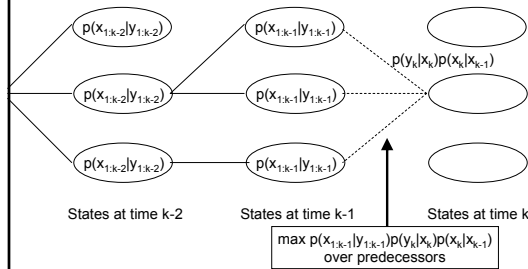 p(x1:k-2|y1:k-2) p(x1:k-1|y1:k-1)
p(yk|xk)p(xk|xk-1)
p(x1:k-2|y1:k-2) p(x1:k-1|y1:k-1)
p(x1:k-2|y1:k-2) p(x1:k-1|y1:k-1)
States at time k-2 States at time k-1 States at time k
max p(x1:k-1|y1:k-1)p(yk|xk)p(xk|xk-1)
over predecessors